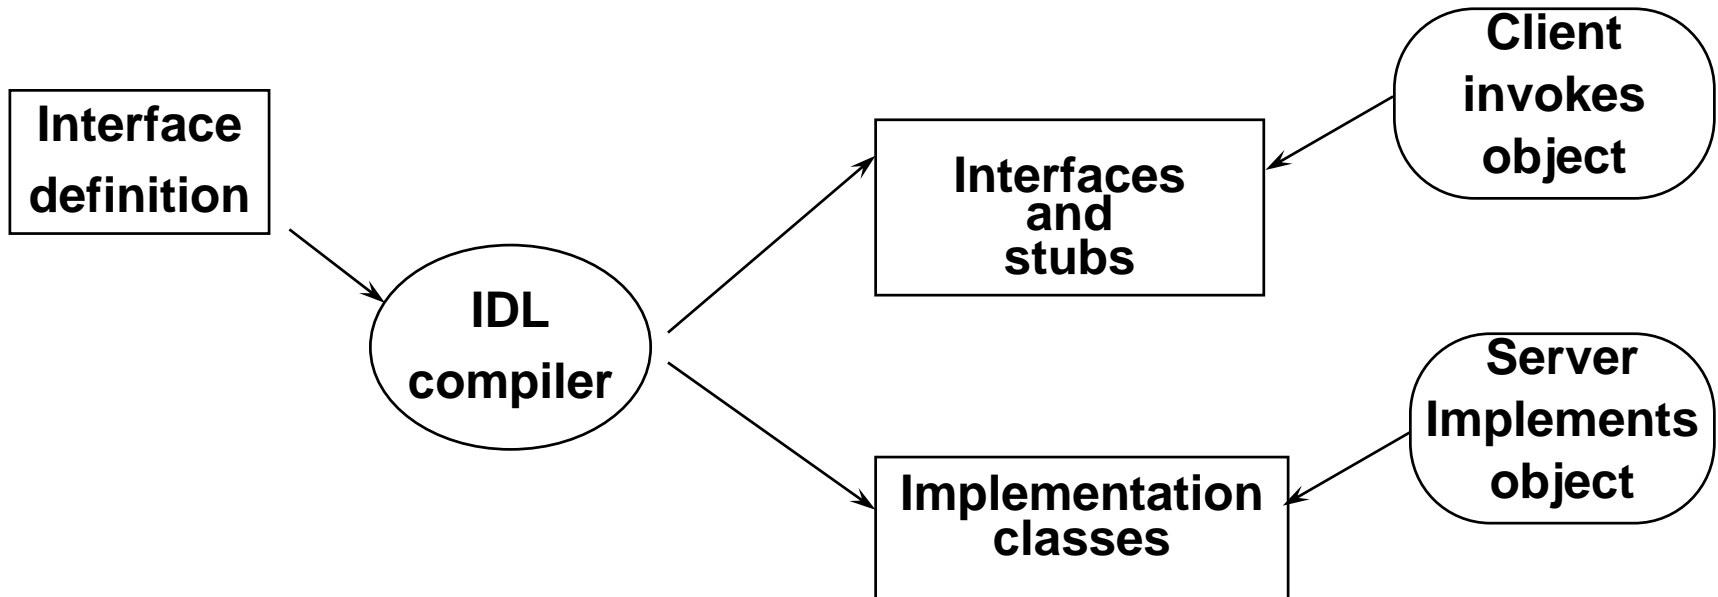 Interface
definition
IDL
compiler
Interfaces
and
stubs
Client
invokes
object
Implementation
classes
Server
Implements
object